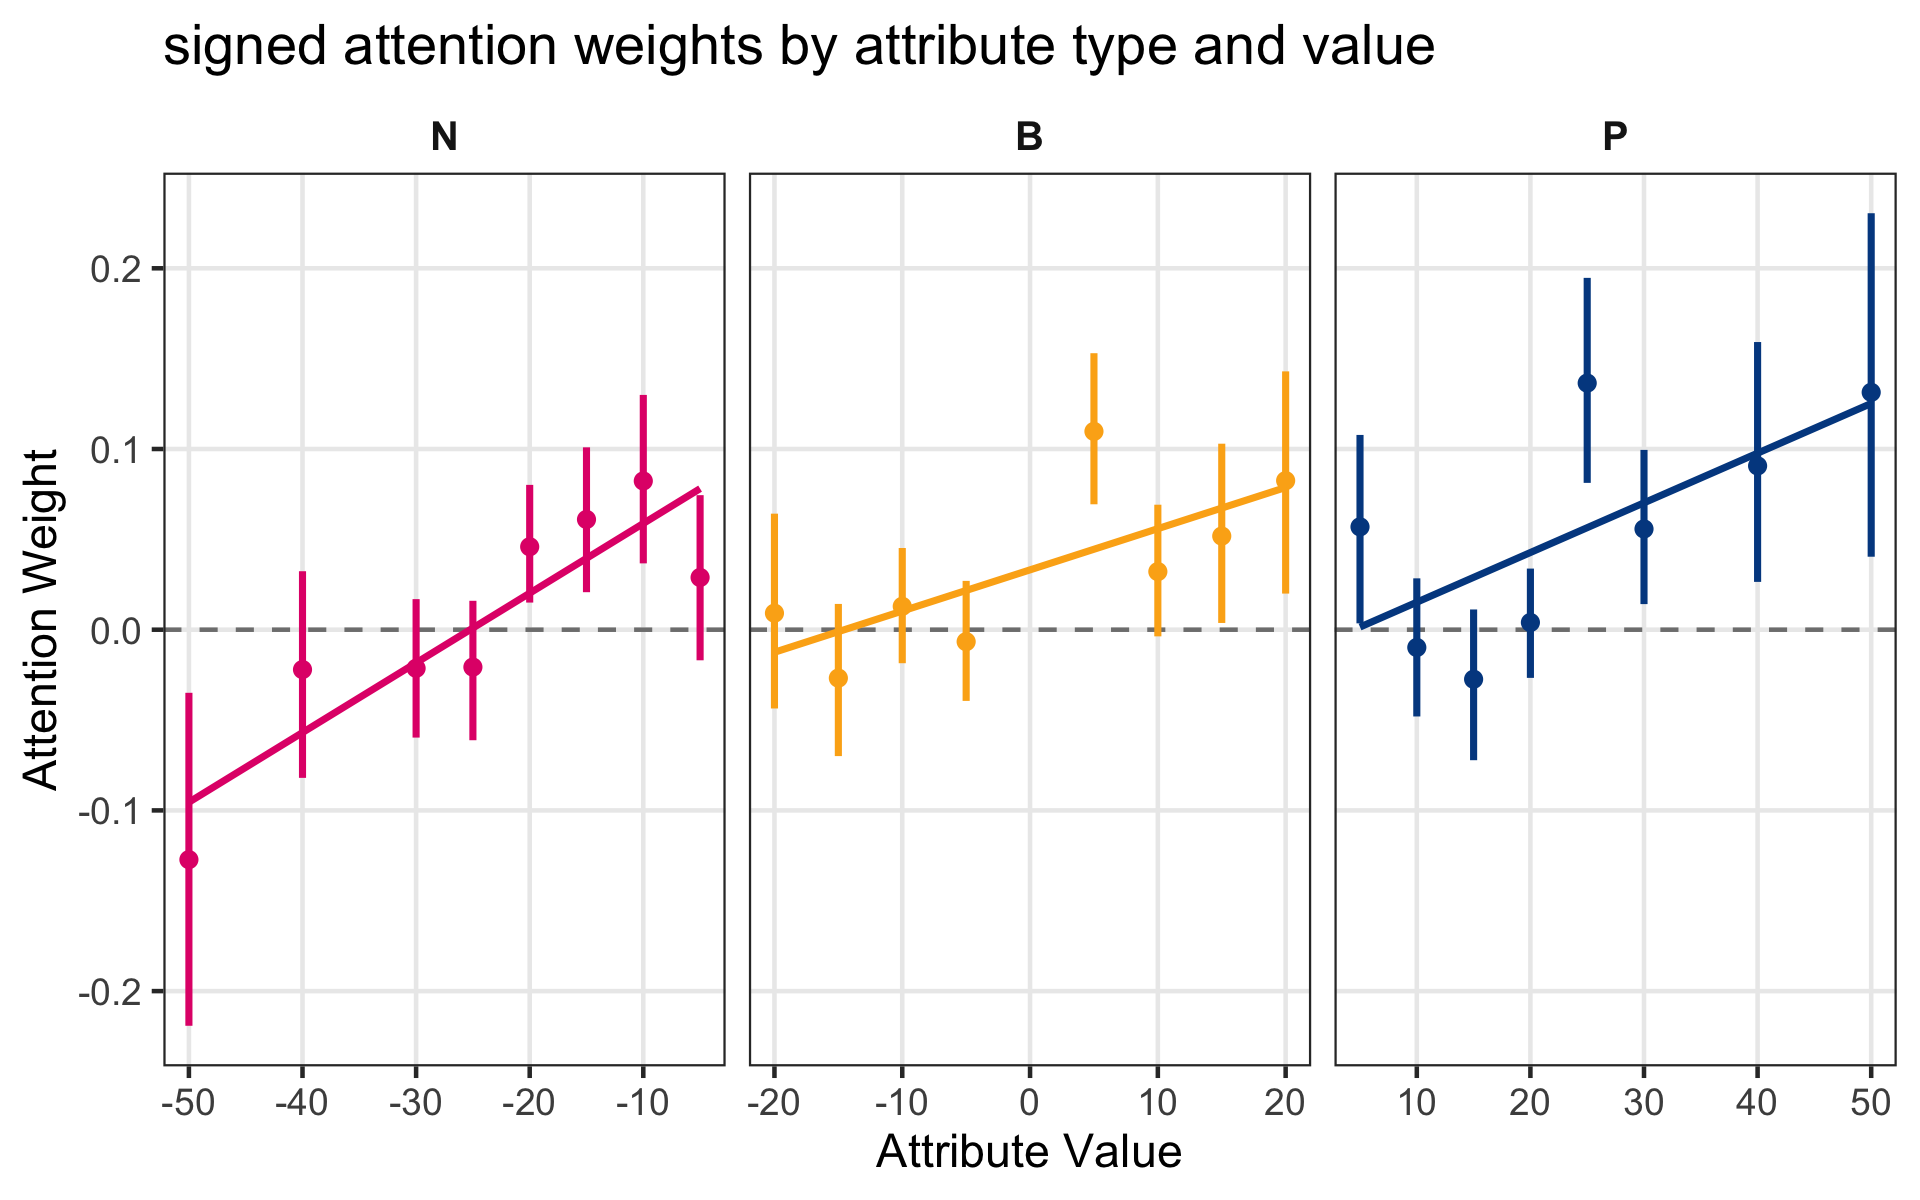 signed attention weights by attribute type and value
N B P
0.2
0.1
0.0
-0.1
-0.2
Attention Weight
-50 -40 -30 -20 -10 -20 -10 0 10 20 10 20 30 40 50
Attribute Value